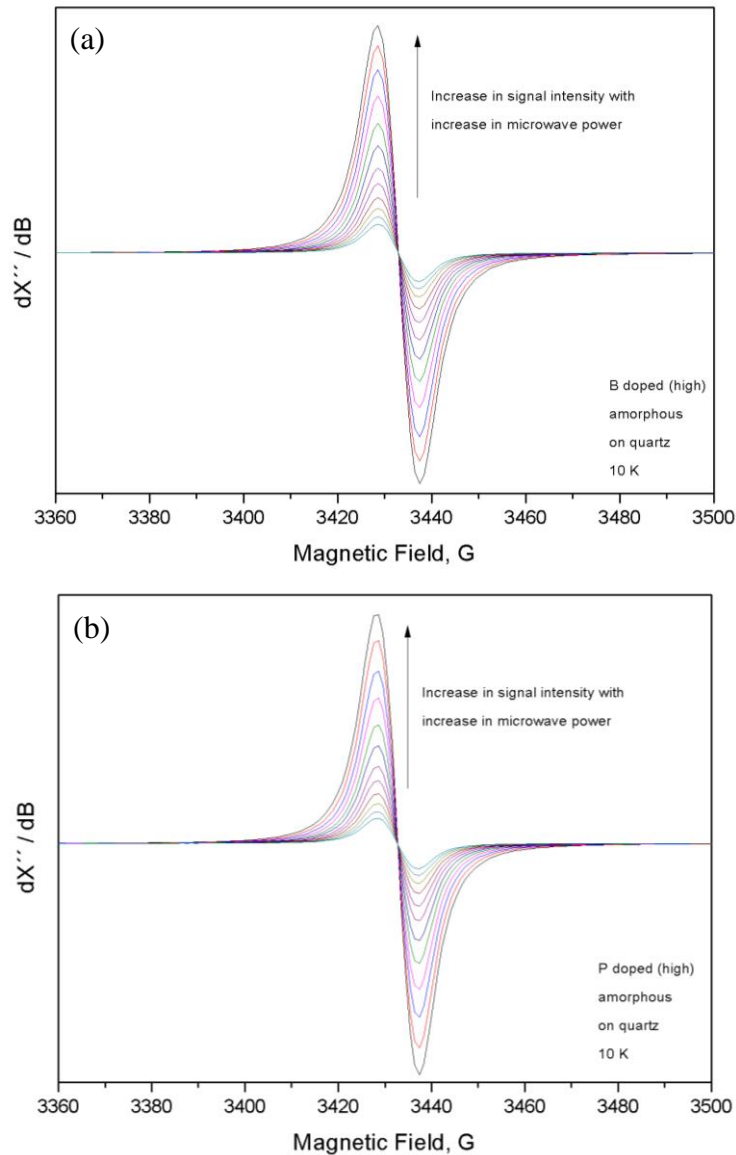 (a)
Increase in signal intensity with
increase in microwave power
dX´´ / dB
B doped (high)
amorphous
on quartz
10 K
3360 3380 3400 3420 3440 3460 3480 3500
Magnetic Field, G
(b)
Increase in signal intensity with
increase in microwave power
dX´´ / dB
P doped (high)
amorphous
on quartz
10 K
3360 3380 3400 3420 3440 3460 3480 3500
Magnetic Field, G